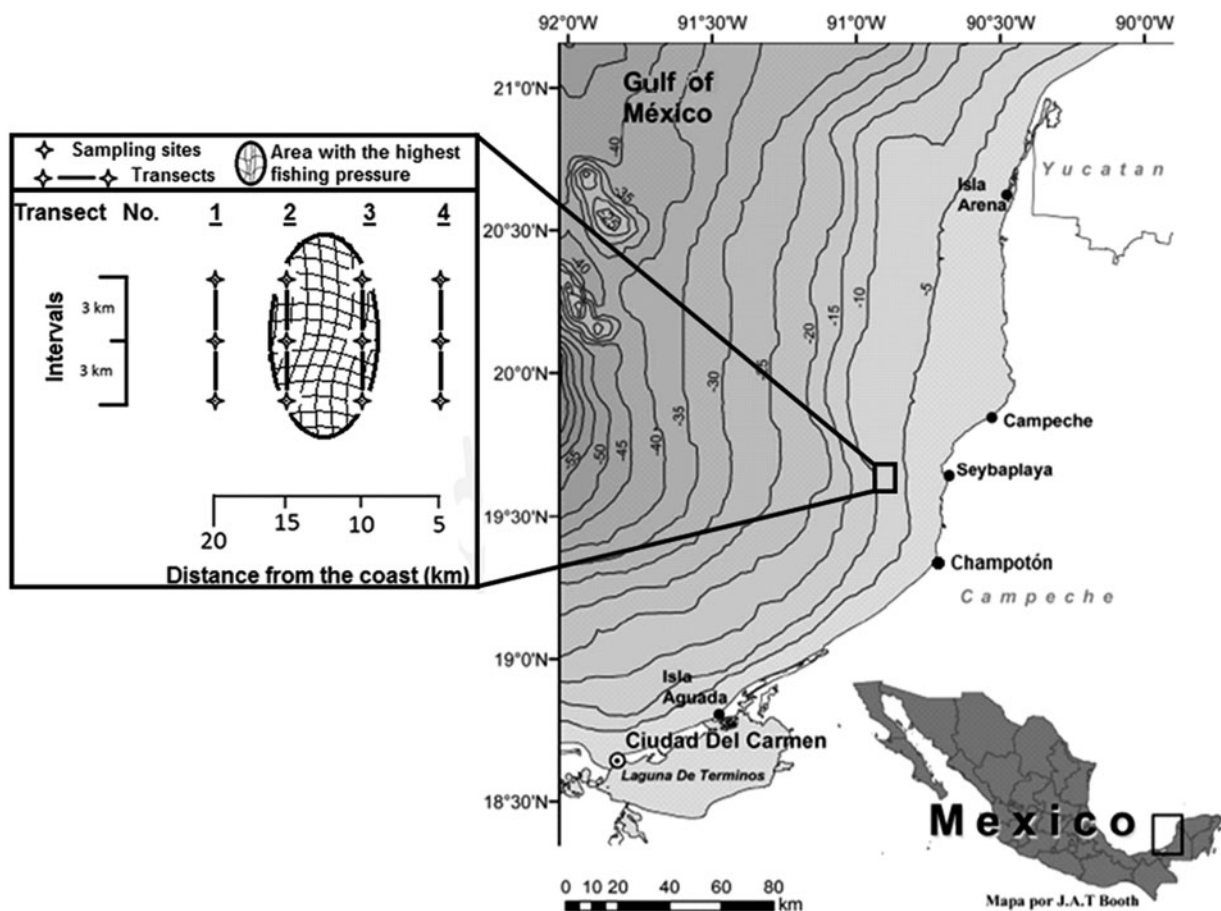 92°0'W 91°30'W 91°0'W 90°30'W 90°0'W
21°0'N
20°30'N
20°0'N
19°30'N
19°0'N
18°30'N
Gulf of
México
Sampling sites
Transects
Area with the highest
fishing pressure
Transect No. 1 2 3 4
Intervals
3 km
3 km
20 15 10 5
Distance from the coast (km)
-40
-35
-40
-55
-50
-45
-40
-35
-30
-20
-15
-10
-5
Yucatan
Isla
Arena
Campeche
Seybaplaya
Champotón
Campeche
Isla
Aguada
Ciudad Del Carmen
Laguna De Terminos
Mexico
Mapa por J.A.T Booth
0 10 20 40 60 80
km